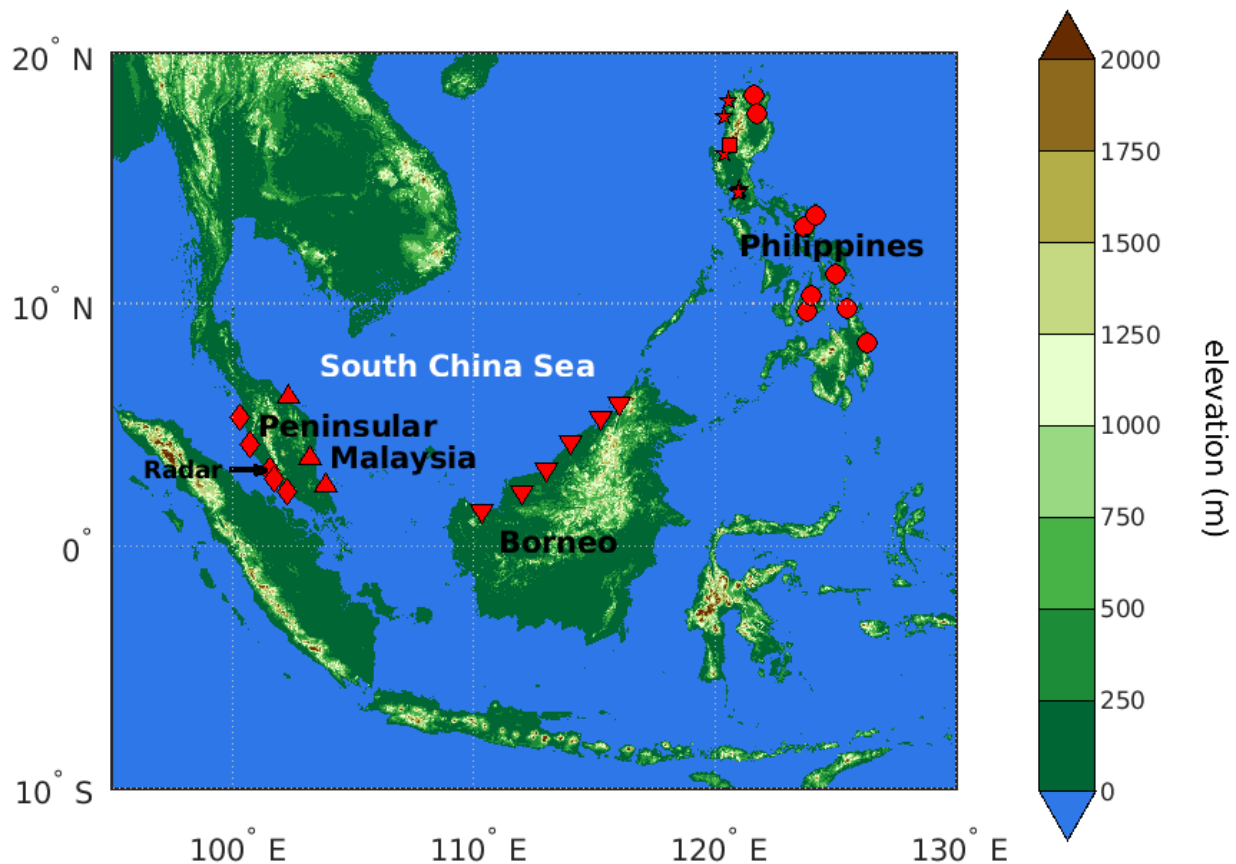 20° N
10° N
0°
10° S
100° E
110° E
120° E
130° E
Philippines
South China Sea
Peninsular
Malaysia
Radar
Borneo
2000
1750
1500
1250
1000
750
500
250
0
elevation (m)